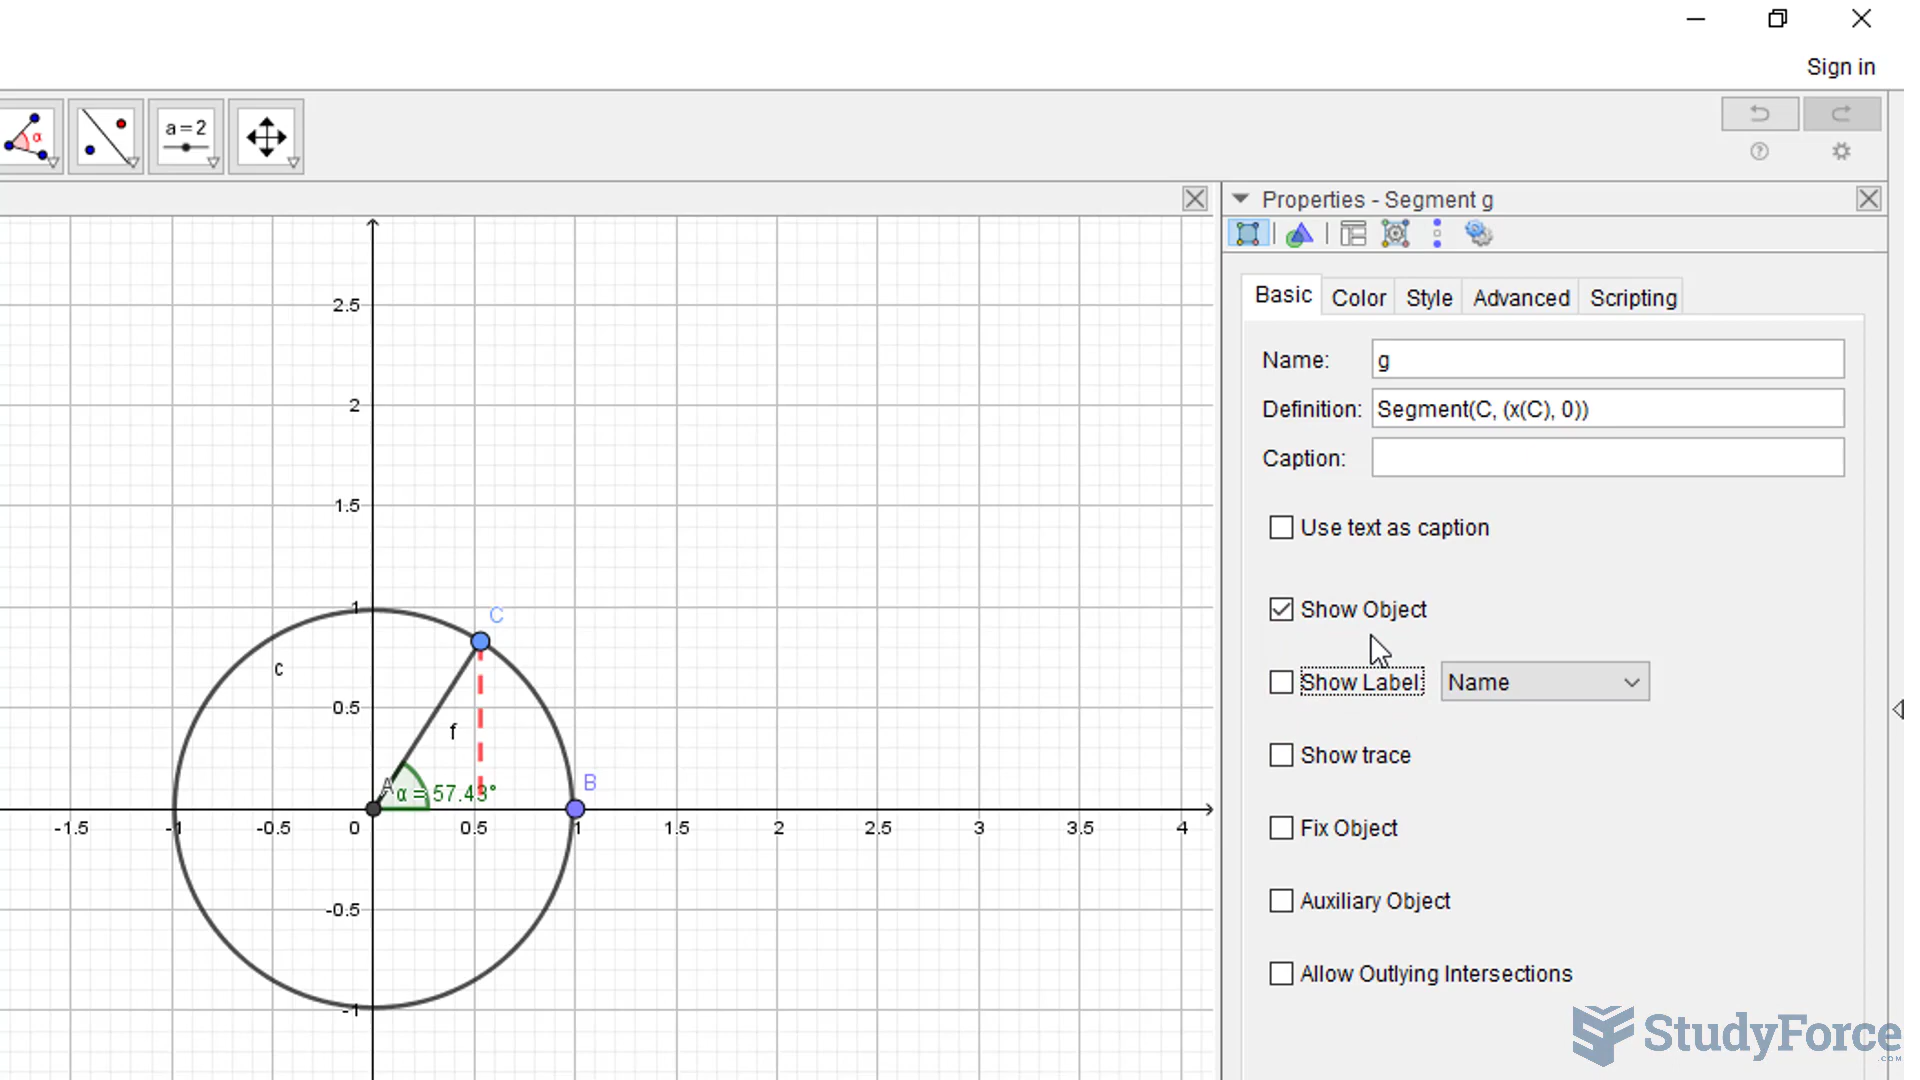 Sign in
α
a = 2
Properties - Segment g
Basic Color Style Advanced Scripting
Name: g
Definition: Segment(C, (x(C), 0))
Caption:
Use text as caption
Show Object
Show Label Name
Show trace
Fix Object
Auxiliary Object
Allow Outlying Intersections
2.5
2
1.5
1
0.5
-0.5
-1
-1.5 -1 -0.5 0 0.5 1 1.5 2 2.5 3 3.5 4
C
c
f
A
α = 57.43°
B
StudyForce
.COM